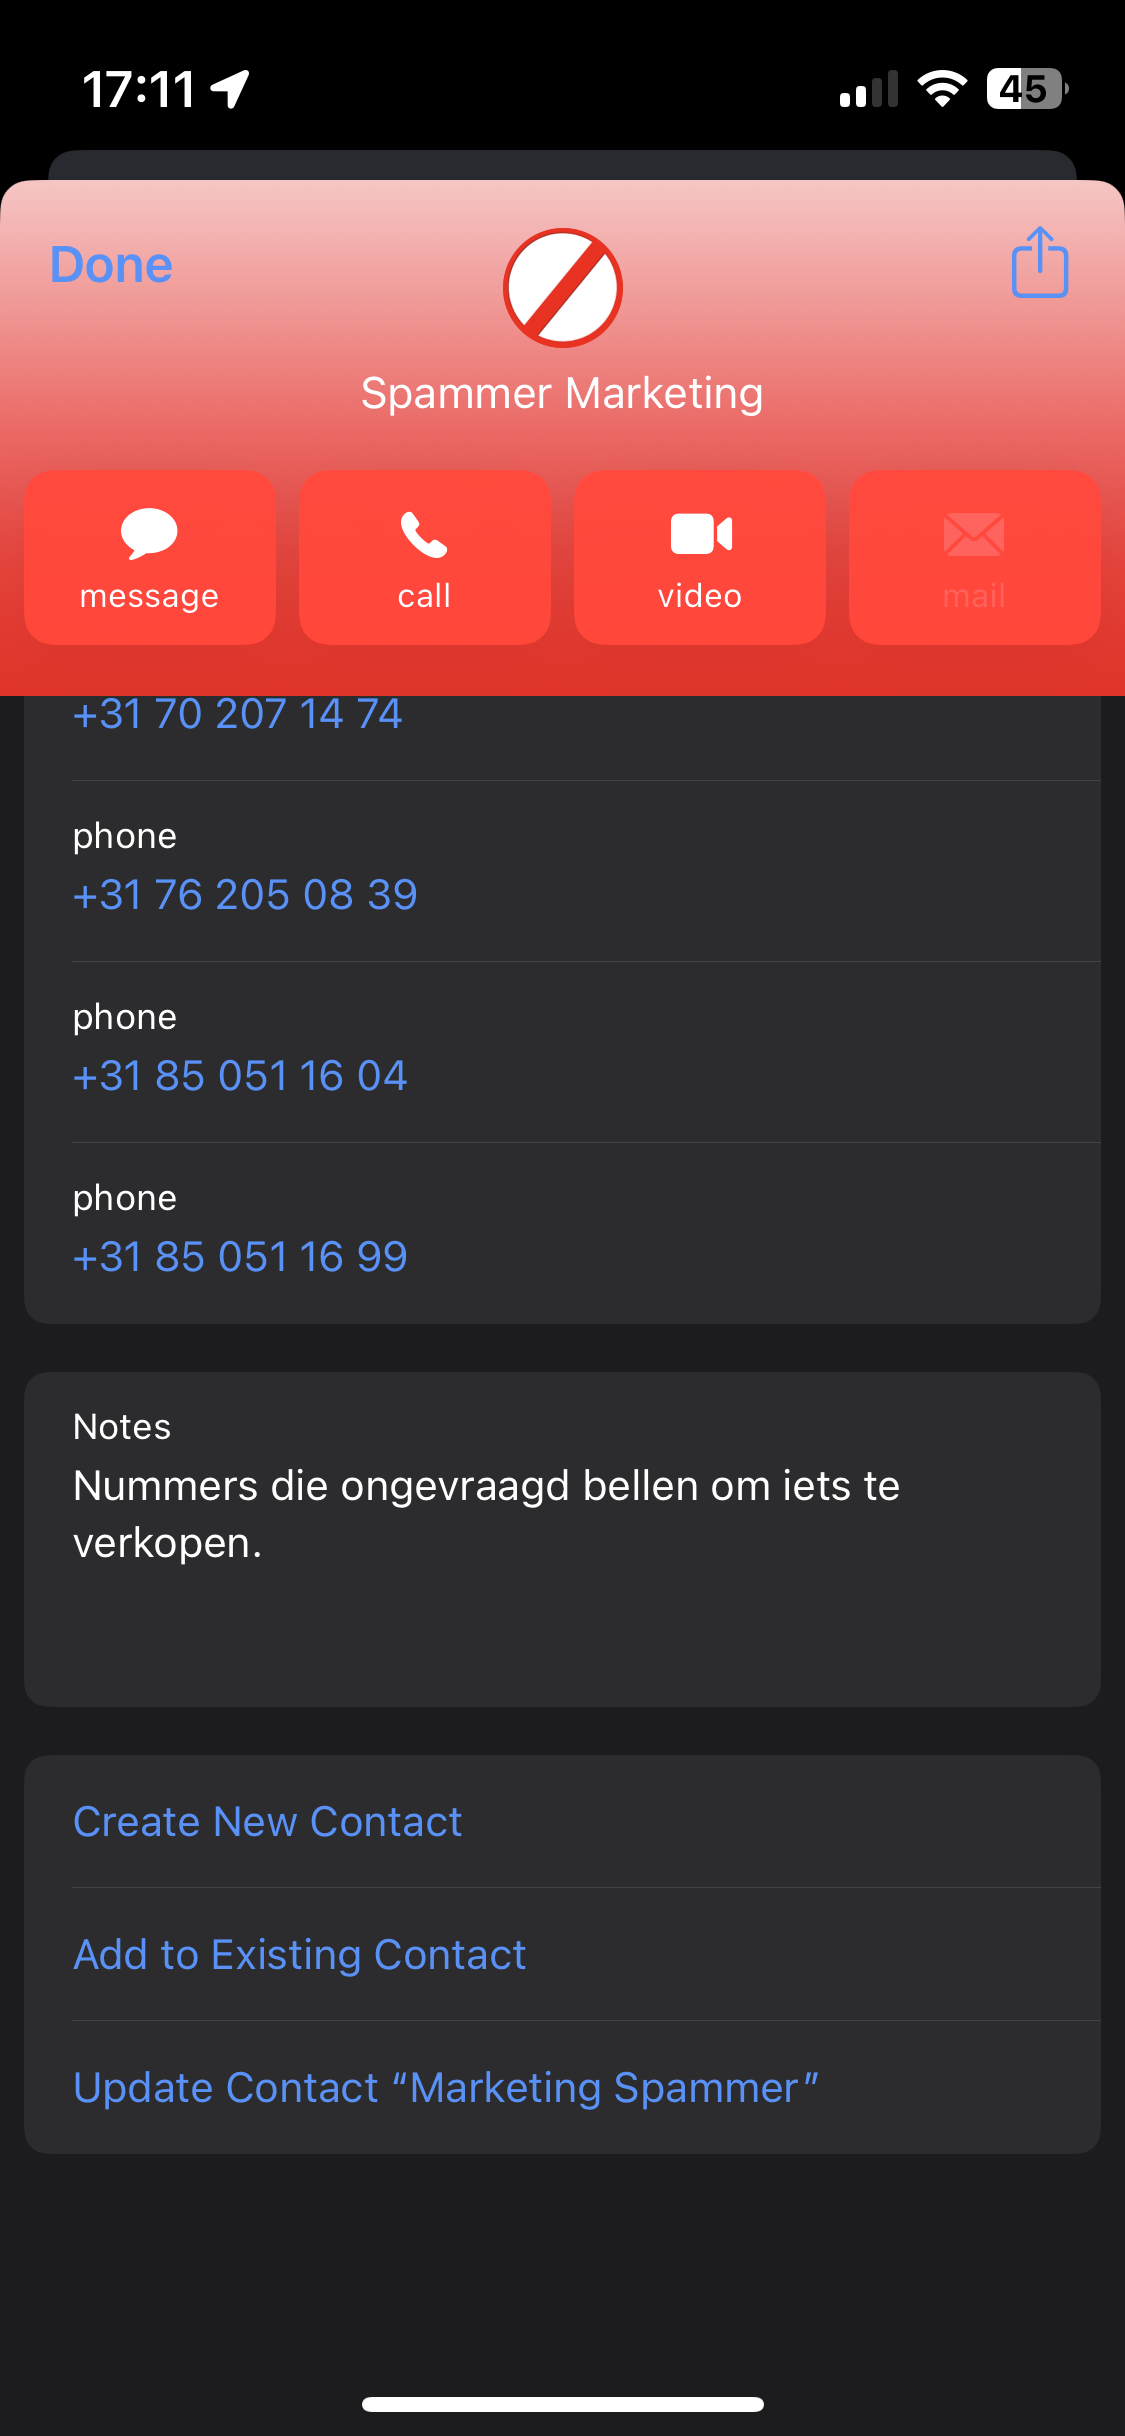 17:11
45
Done
Spammer Marketing
message call video mail
+31 70 207 14 74
phone
+31 76 205 08 39
phone
+31 85 051 16 04
phone
+31 85 051 16 99
Notes
Nummers die ongevraagd bellen om iets te
verkopen.
Create New Contact
Add to Existing Contact
Update Contact “Marketing Spammer”